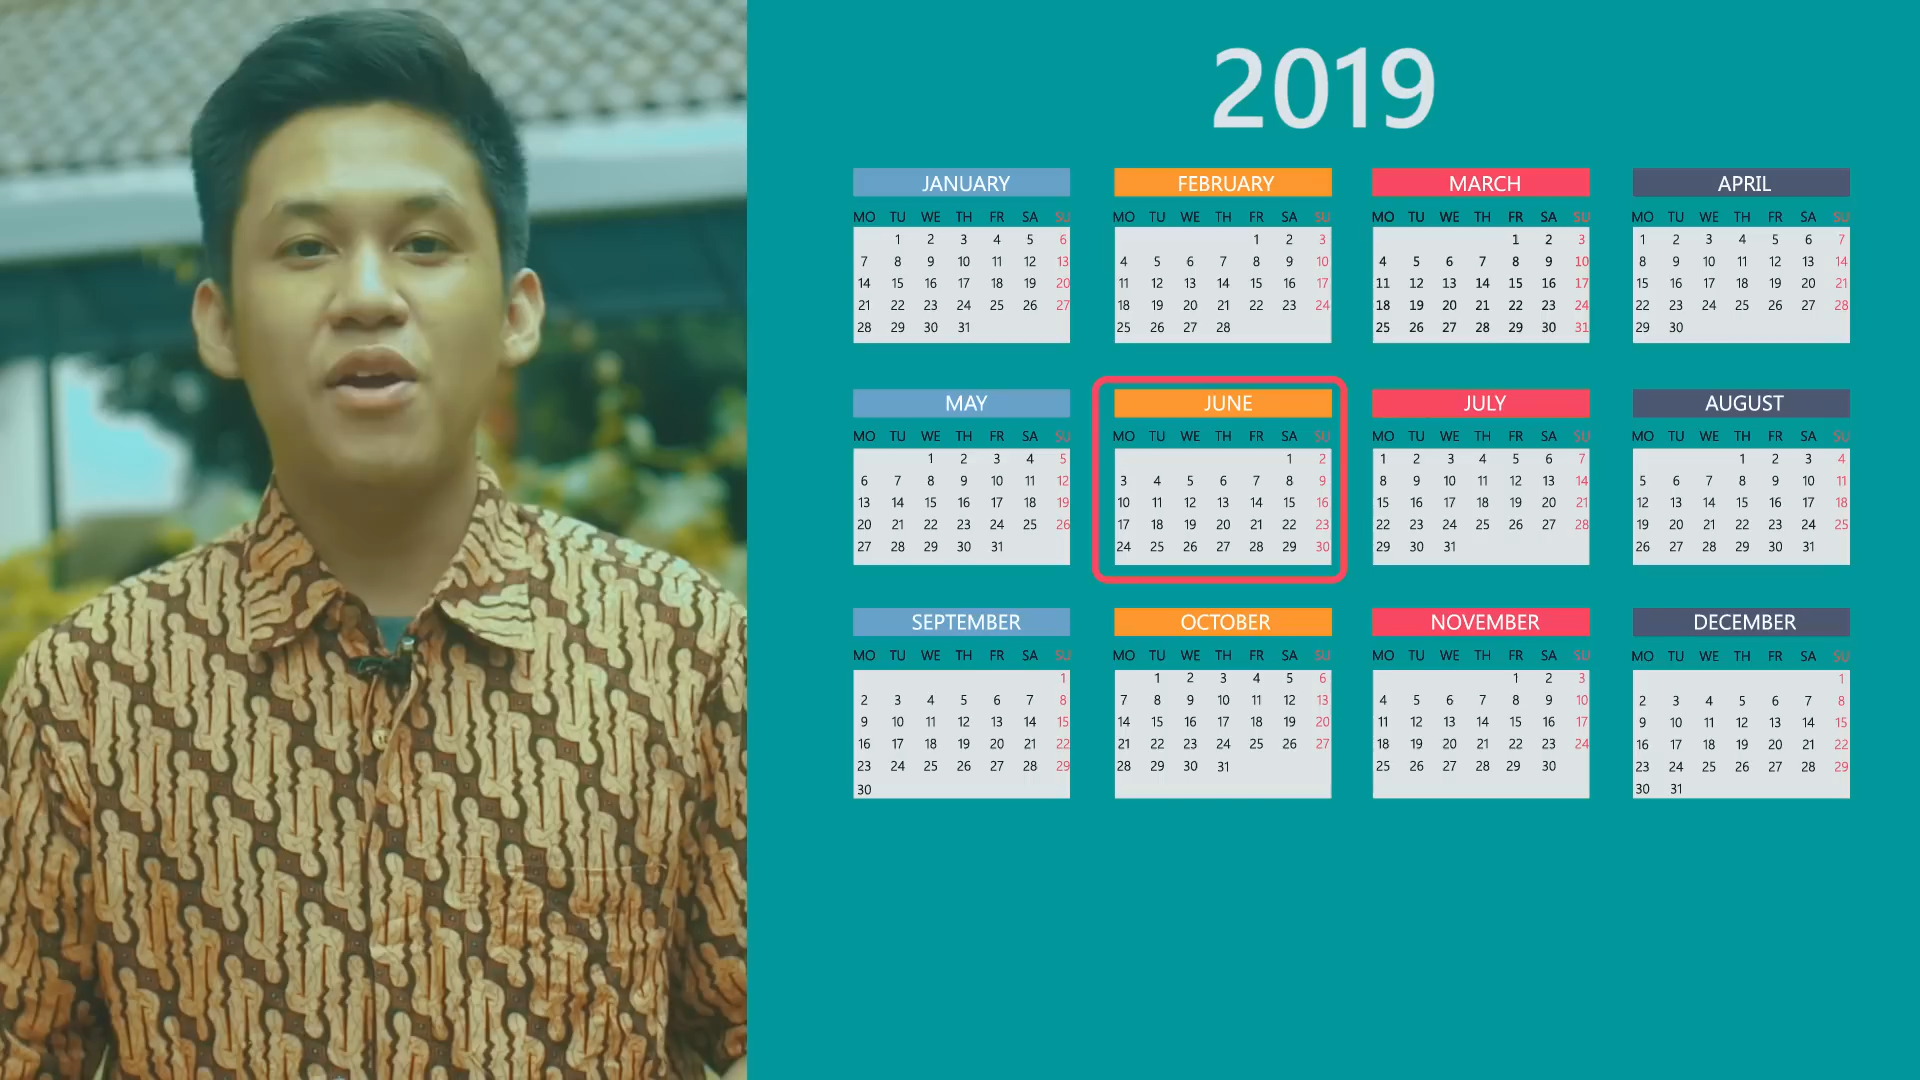 2019
JANUARY
MO TU WE TH FR SA SU
1 2 3 4 5 6
7 8 9 10 11 12 13
14 15 16 17 18 19 20
21 22 23 24 25 26 27
28 29 30 31
FEBRUARY
MO TU WE TH FR SA SU
1 2 3
4 5 6 7 8 9 10
11 12 13 14 15 16 17
18 19 20 21 22 23 24
25 26 27 28
MARCH
MO TU WE TH FR SA SU
1 2 3
4 5 6 7 8 9 10
11 12 13 14 15 16 17
18 19 20 21 22 23 24
25 26 27 28 29 30 31
APRIL
MO TU WE TH FR SA SU
1 2 3 4 5 6 7
8 9 10 11 12 13 14
15 16 17 18 19 20 21
22 23 24 25 26 27 28
29 30
MAY
MO TU WE TH FR SA SU
1 2 3 4 5
6 7 8 9 10 11 12
13 14 15 16 17 18 19
20 21 22 23 24 25 26
27 28 29 30 31
JUNE
MO TU WE TH FR SA SU
1 2
3 4 5 6 7 8 9
10 11 12 13 14 15 16
17 18 19 20 21 22 23
24 25 26 27 28 29 30
JULY
MO TU WE TH FR SA SU
1 2 3 4 5 6 7
8 9 10 11 12 13 14
15 16 17 18 19 20 21
22 23 24 25 26 27 28
29 30 31
AUGUST
MO TU WE TH FR SA SU
1 2 3 4
5 6 7 8 9 10 11
12 13 14 15 16 17 18
19 20 21 22 23 24 25
26 27 28 29 30 31
SEPTEMBER
MO TU WE TH FR SA SU
1
2 3 4 5 6 7 8
9 10 11 12 13 14 15
16 17 18 19 20 21 22
23 24 25 26 27 28 29
30
OCTOBER
MO TU WE TH FR SA SU
1 2 3 4 5 6
7 8 9 10 11 12 13
14 15 16 17 18 19 20
21 22 23 24 25 26 27
28 29 30 31
NOVEMBER
MO TU WE TH FR SA SU
1 2 3
4 5 6 7 8 9 10
11 12 13 14 15 16 17
18 19 20 21 22 23 24
25 26 27 28 29 30
DECEMBER
MO TU WE TH FR SA SU
1
2 3 4 5 6 7 8
9 10 11 12 13 14 15
16 17 18 19 20 21 22
23 24 25 26 27 28 29
30 31